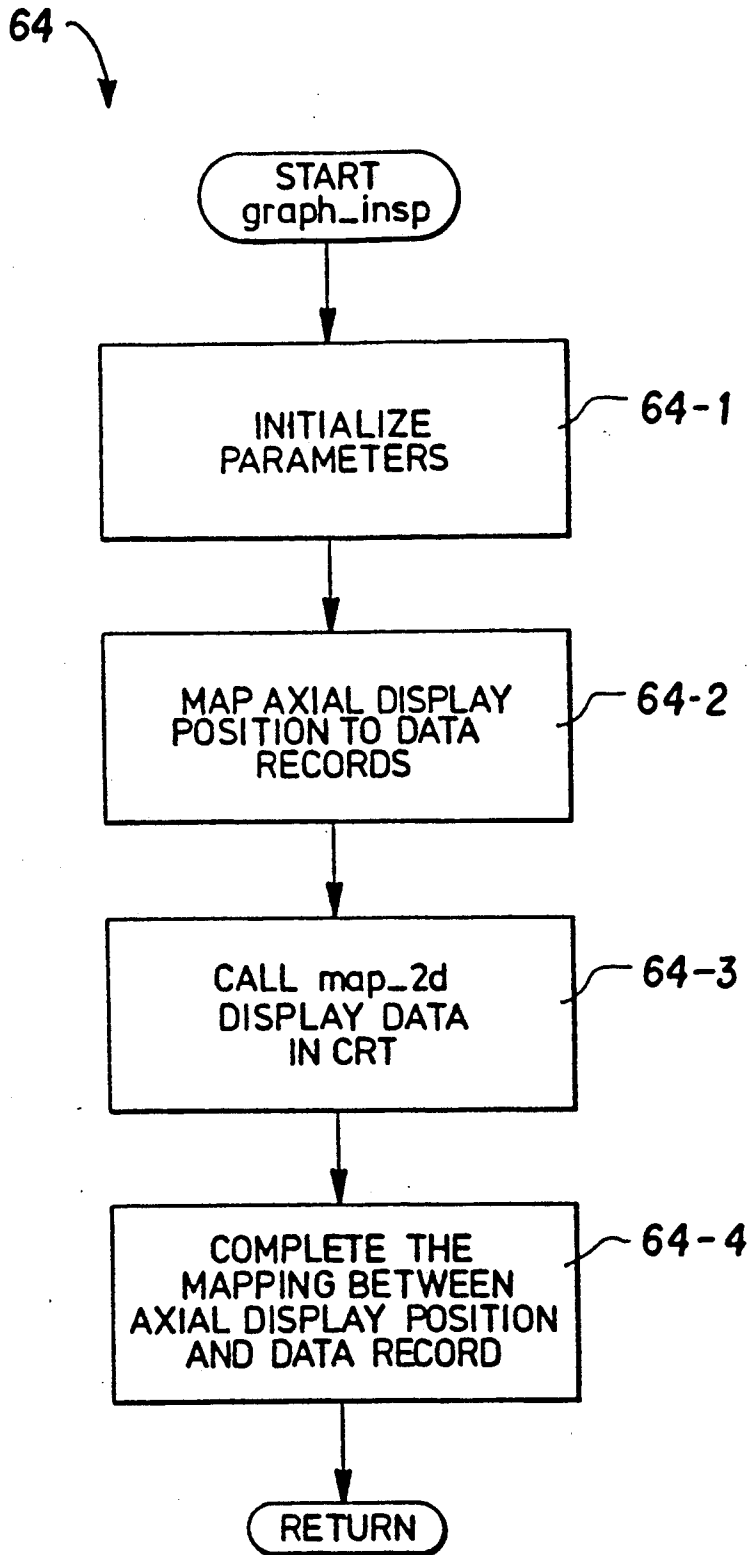 64
START
graph_insp
INITIALIZE
PARAMETERS
64-1
MAP AXIAL DISPLAY
POSITION TO DATA
RECORDS
64-2
CALL map_2d
DISPLAY DATA
IN CRT
64-3
COMPLETE THE
MAPPING BETWEEN
AXIAL DISPLAY POSITION
AND DATA RECORD
64-4
RETURN